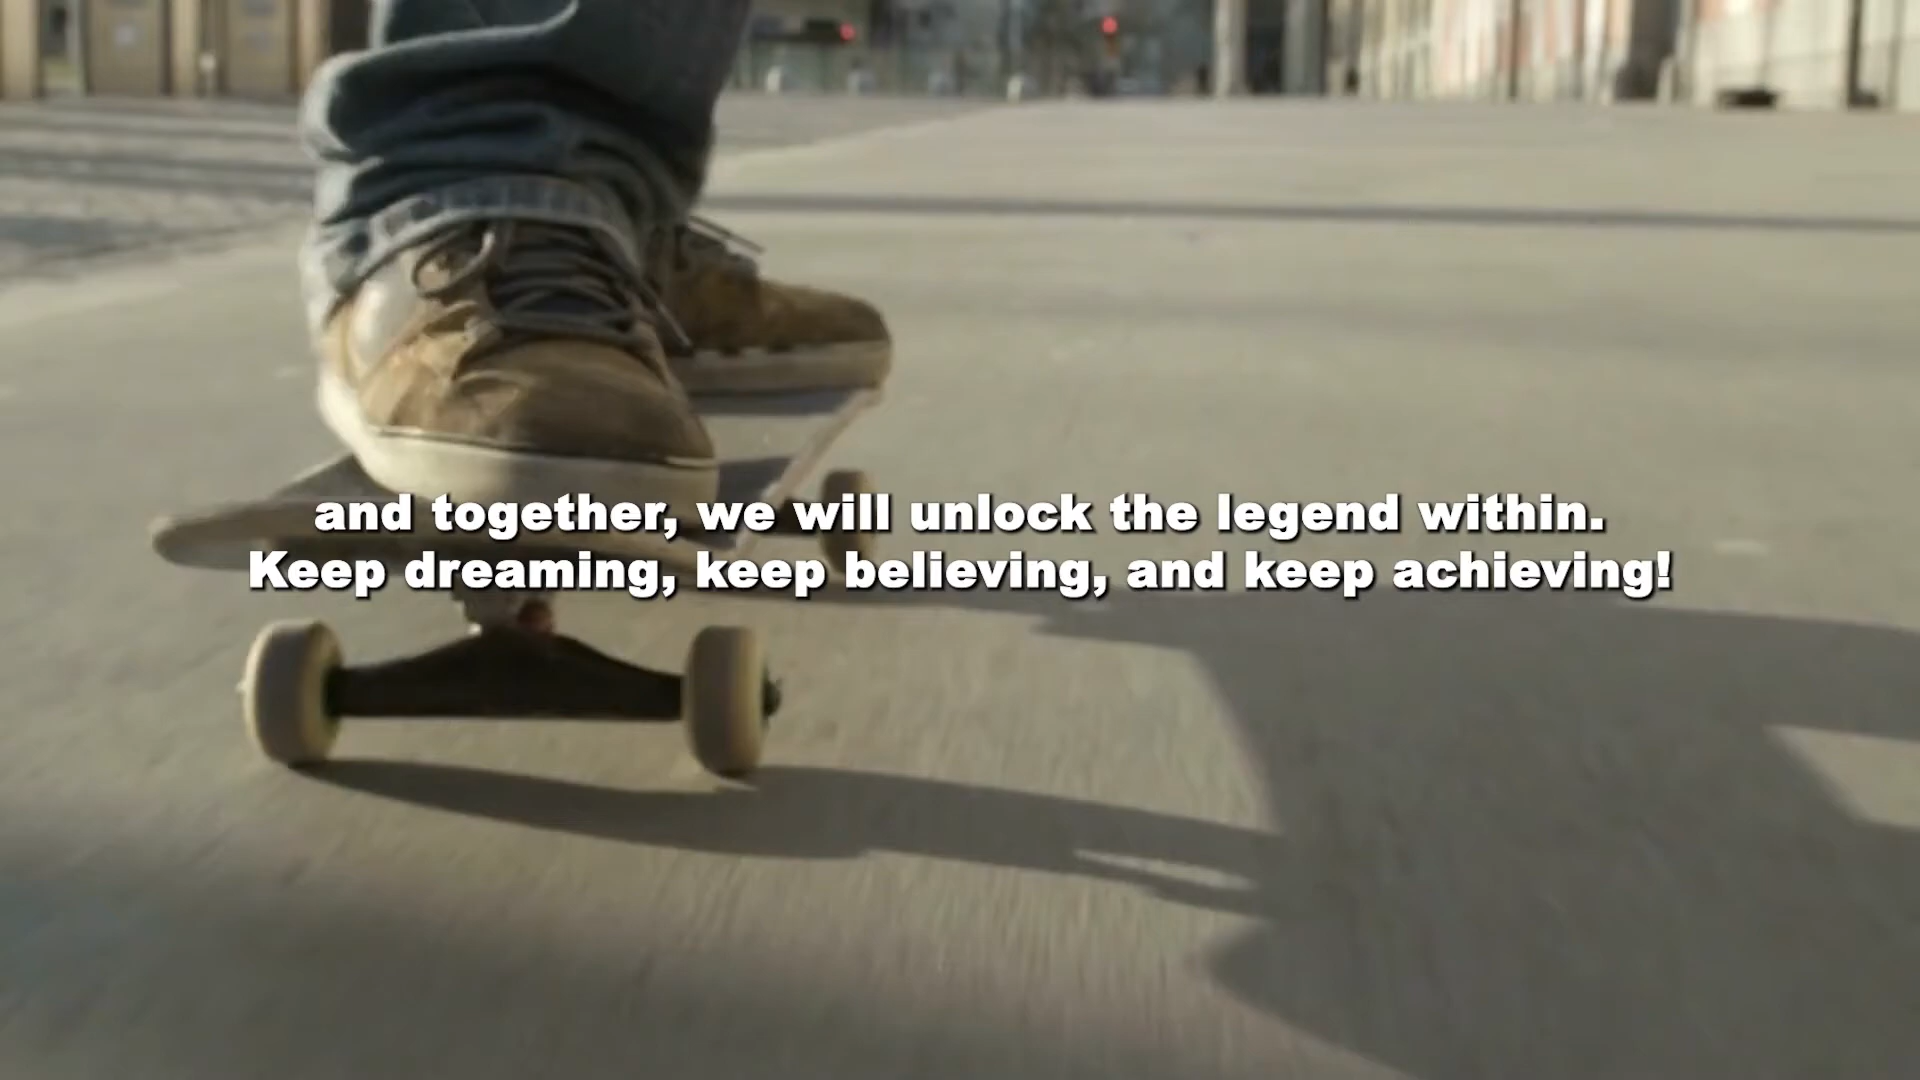 and together, we will unlock the legend within.
Keep dreaming, keep believing, and keep achieving!